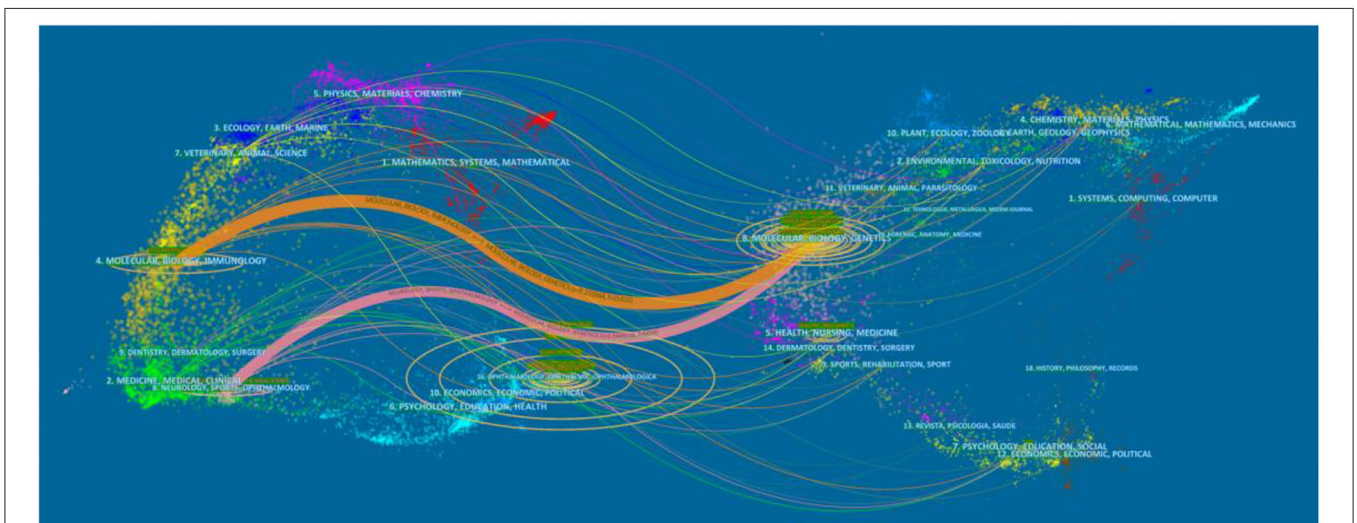 5. PHYSICS, MATERIALS, CHEMISTRY
3. ECOLOGY, EARTH, MARINE
7. VETERINARY, ANIMAL, SCIENCE
1. MATHEMATICS, SYSTEMS, MATHEMATICAL
4. MOLECULAR, BIOLOGY, IMMUNOLOGY
9. DENTISTRY, DERMATOLOGY, SURGERY
2. MEDICINE, MEDICAL, CLINICAL
8. NEUROLOGY, SPORTS, OPHTHALMOLOGY
10. ECONOMICS, ECONOMIC, POLITICAL
6. PSYCHOLOGY, EDUCATION, HEALTH
16. OPHTHALMOLOGY, OPHTHALMIC, OPHTHALMOLOGICA
4. CHEMISTRY, MATERIALS, PHYSICS
6. MATHEMATICAL, MATHEMATICS, MECHANICS
10. PLANT, ECOLOGY, ZOOLOGY
EARTH, GEOLOGY, GEOPHYSICS
2. ENVIRONMENTAL, TOXICOLOGY, NUTRITION
11. VETERINARY, ANIMAL, PARASITOLOGY
1. SYSTEMS, COMPUTING, COMPUTER
FORENSIC, ANATOMY, MEDICINE
8. MOLECULAR, BIOLOGY, GENETICS
5. HEALTH, NURSING, MEDICINE
14. DERMATOLOGY, DENTISTRY, SURGERY
SPORTS, REHABILITATION, SPORT
18. HISTORY, PHILOSOPHY, RECORDS
13. REVISTA, PSICOLOGIA, SAUDE
7. PSYCHOLOGY, EDUCATION, SOCIAL
12. ECONOMICS, ECONOMIC, POLITICAL